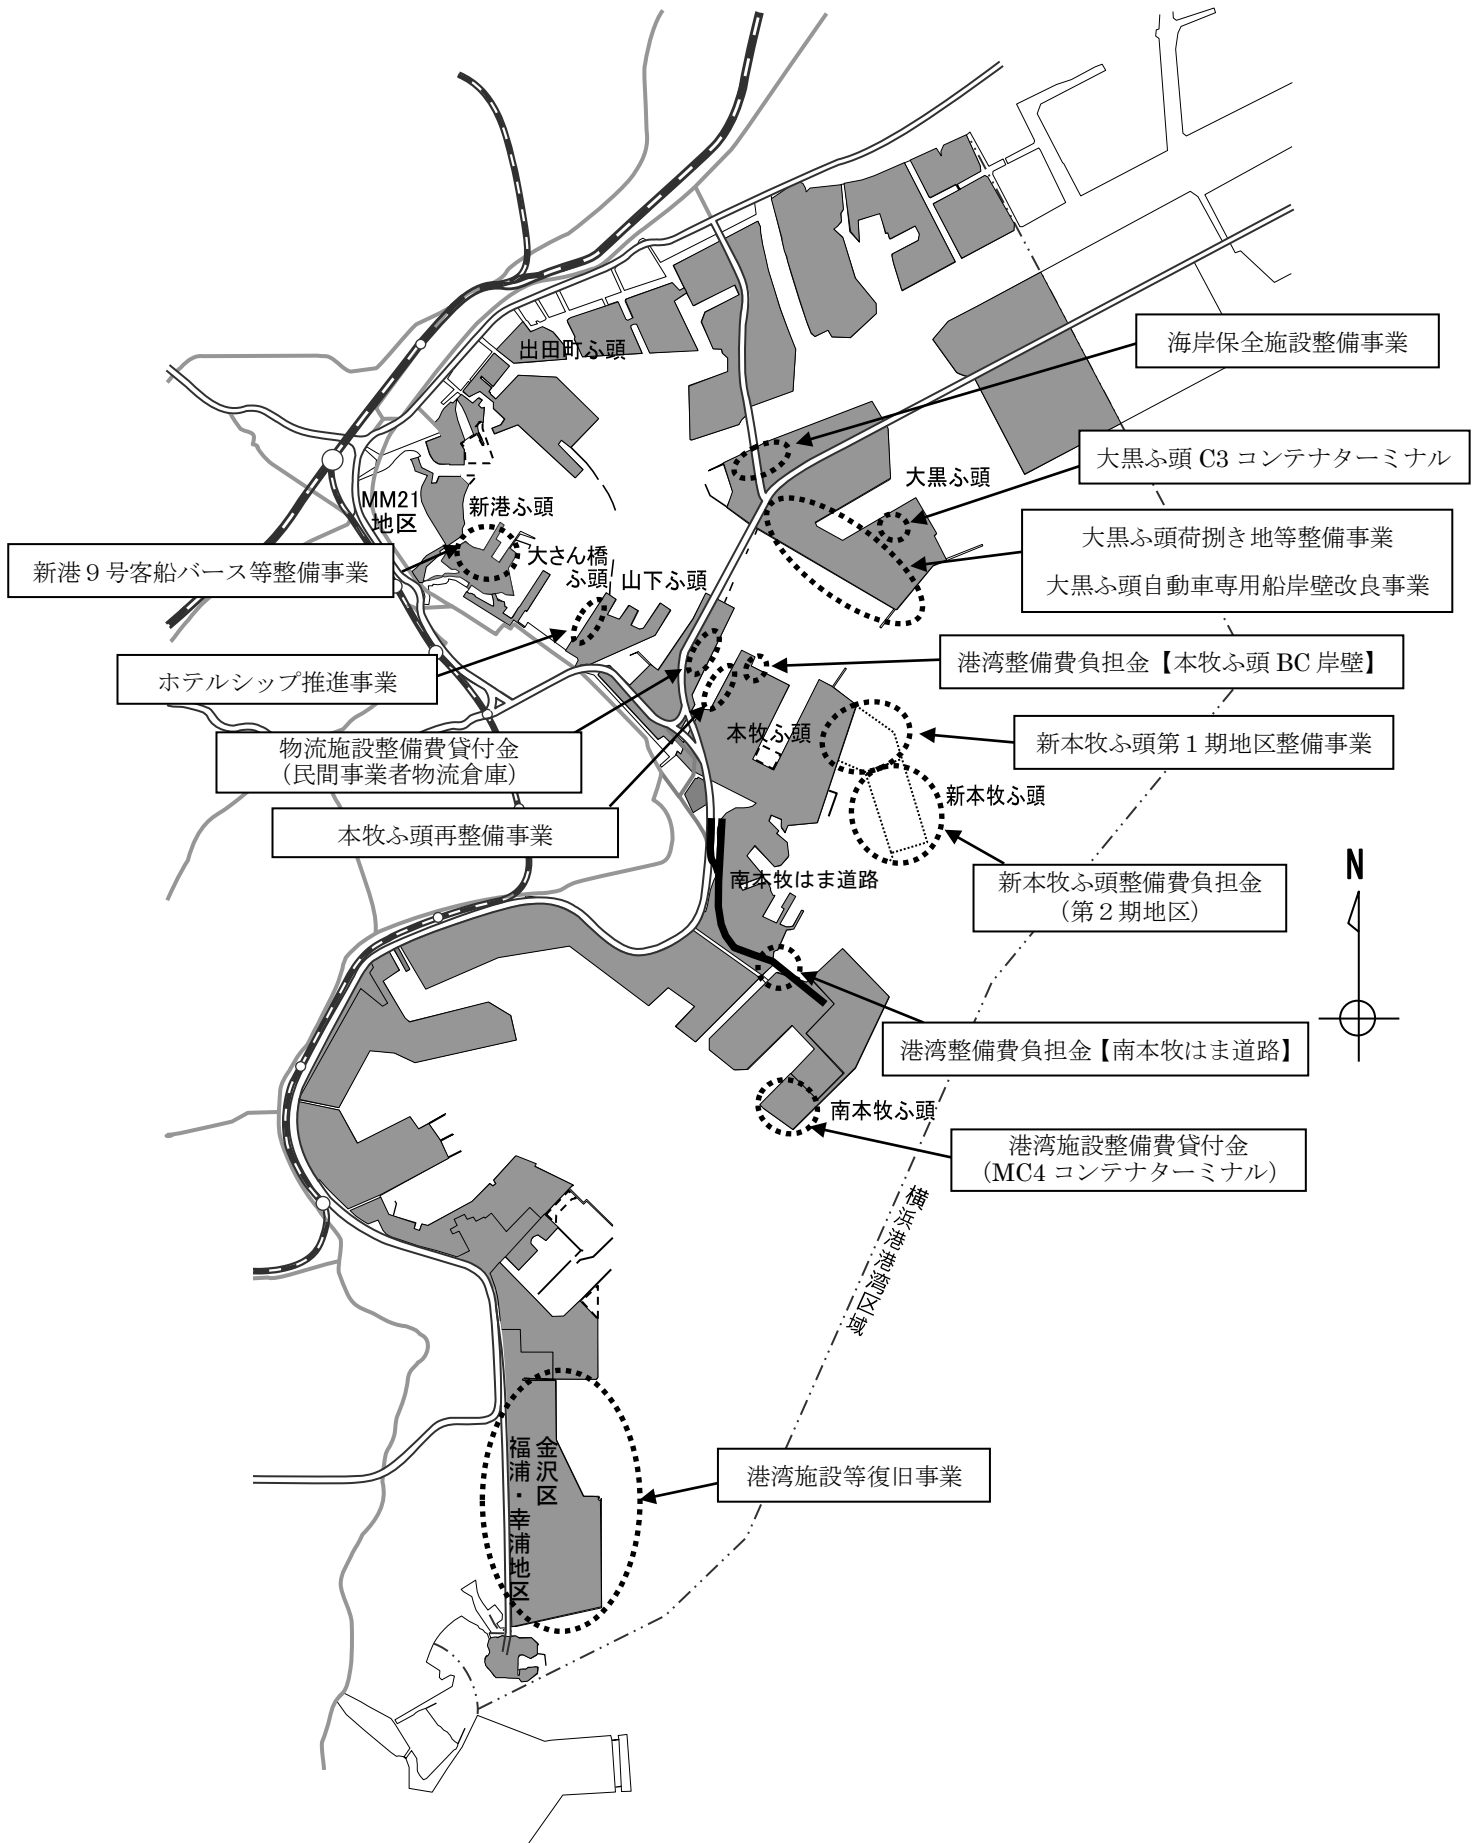 出田町ふ頭
海岸保全施設整備事業
大黒ふ頭 C3 コンテナターミナル
大黒ふ頭
MM21
地区
新港ふ頭
大黒ふ頭荷捌き地等整備事業
大黒ふ頭自動車専用船岸壁改良事業
新港９号客船バース等整備事業
大さん橋
ふ頭
山下ふ頭
港湾整備費負担金【本牧ふ頭 BC 岸壁】
ホテルシップ推進事業
本牧ふ頭
新本牧ふ頭第１期地区整備事業
物流施設整備費貸付金
（民間事業者物流倉庫）
新本牧ふ頭
本牧ふ頭再整備事業
南本牧はま道路
新本牧ふ頭整備費負担金
（第２期地区）
N
港湾整備費負担金【南本牧はま道路】
南本牧ふ頭
港湾施設整備費貸付金
（MC4 コンテナターミナル）
横浜港港湾区域
金沢区
福浦・幸浦地区
港湾施設等復旧事業